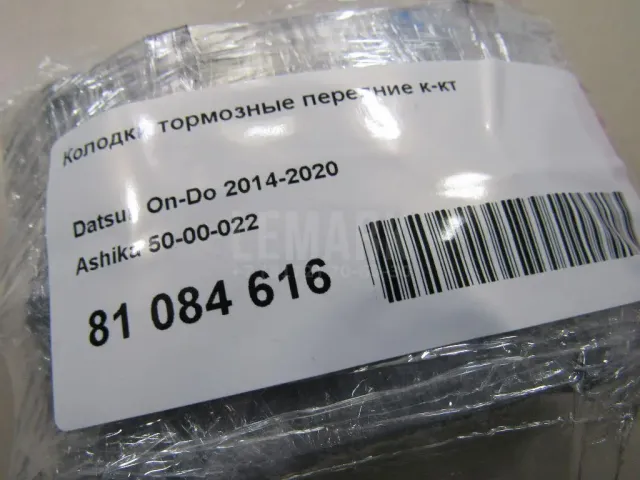 Колодки тормозные передние к-кт
Datsun On-Do 2014-2020
Ashika 50-00-022
81 084 616